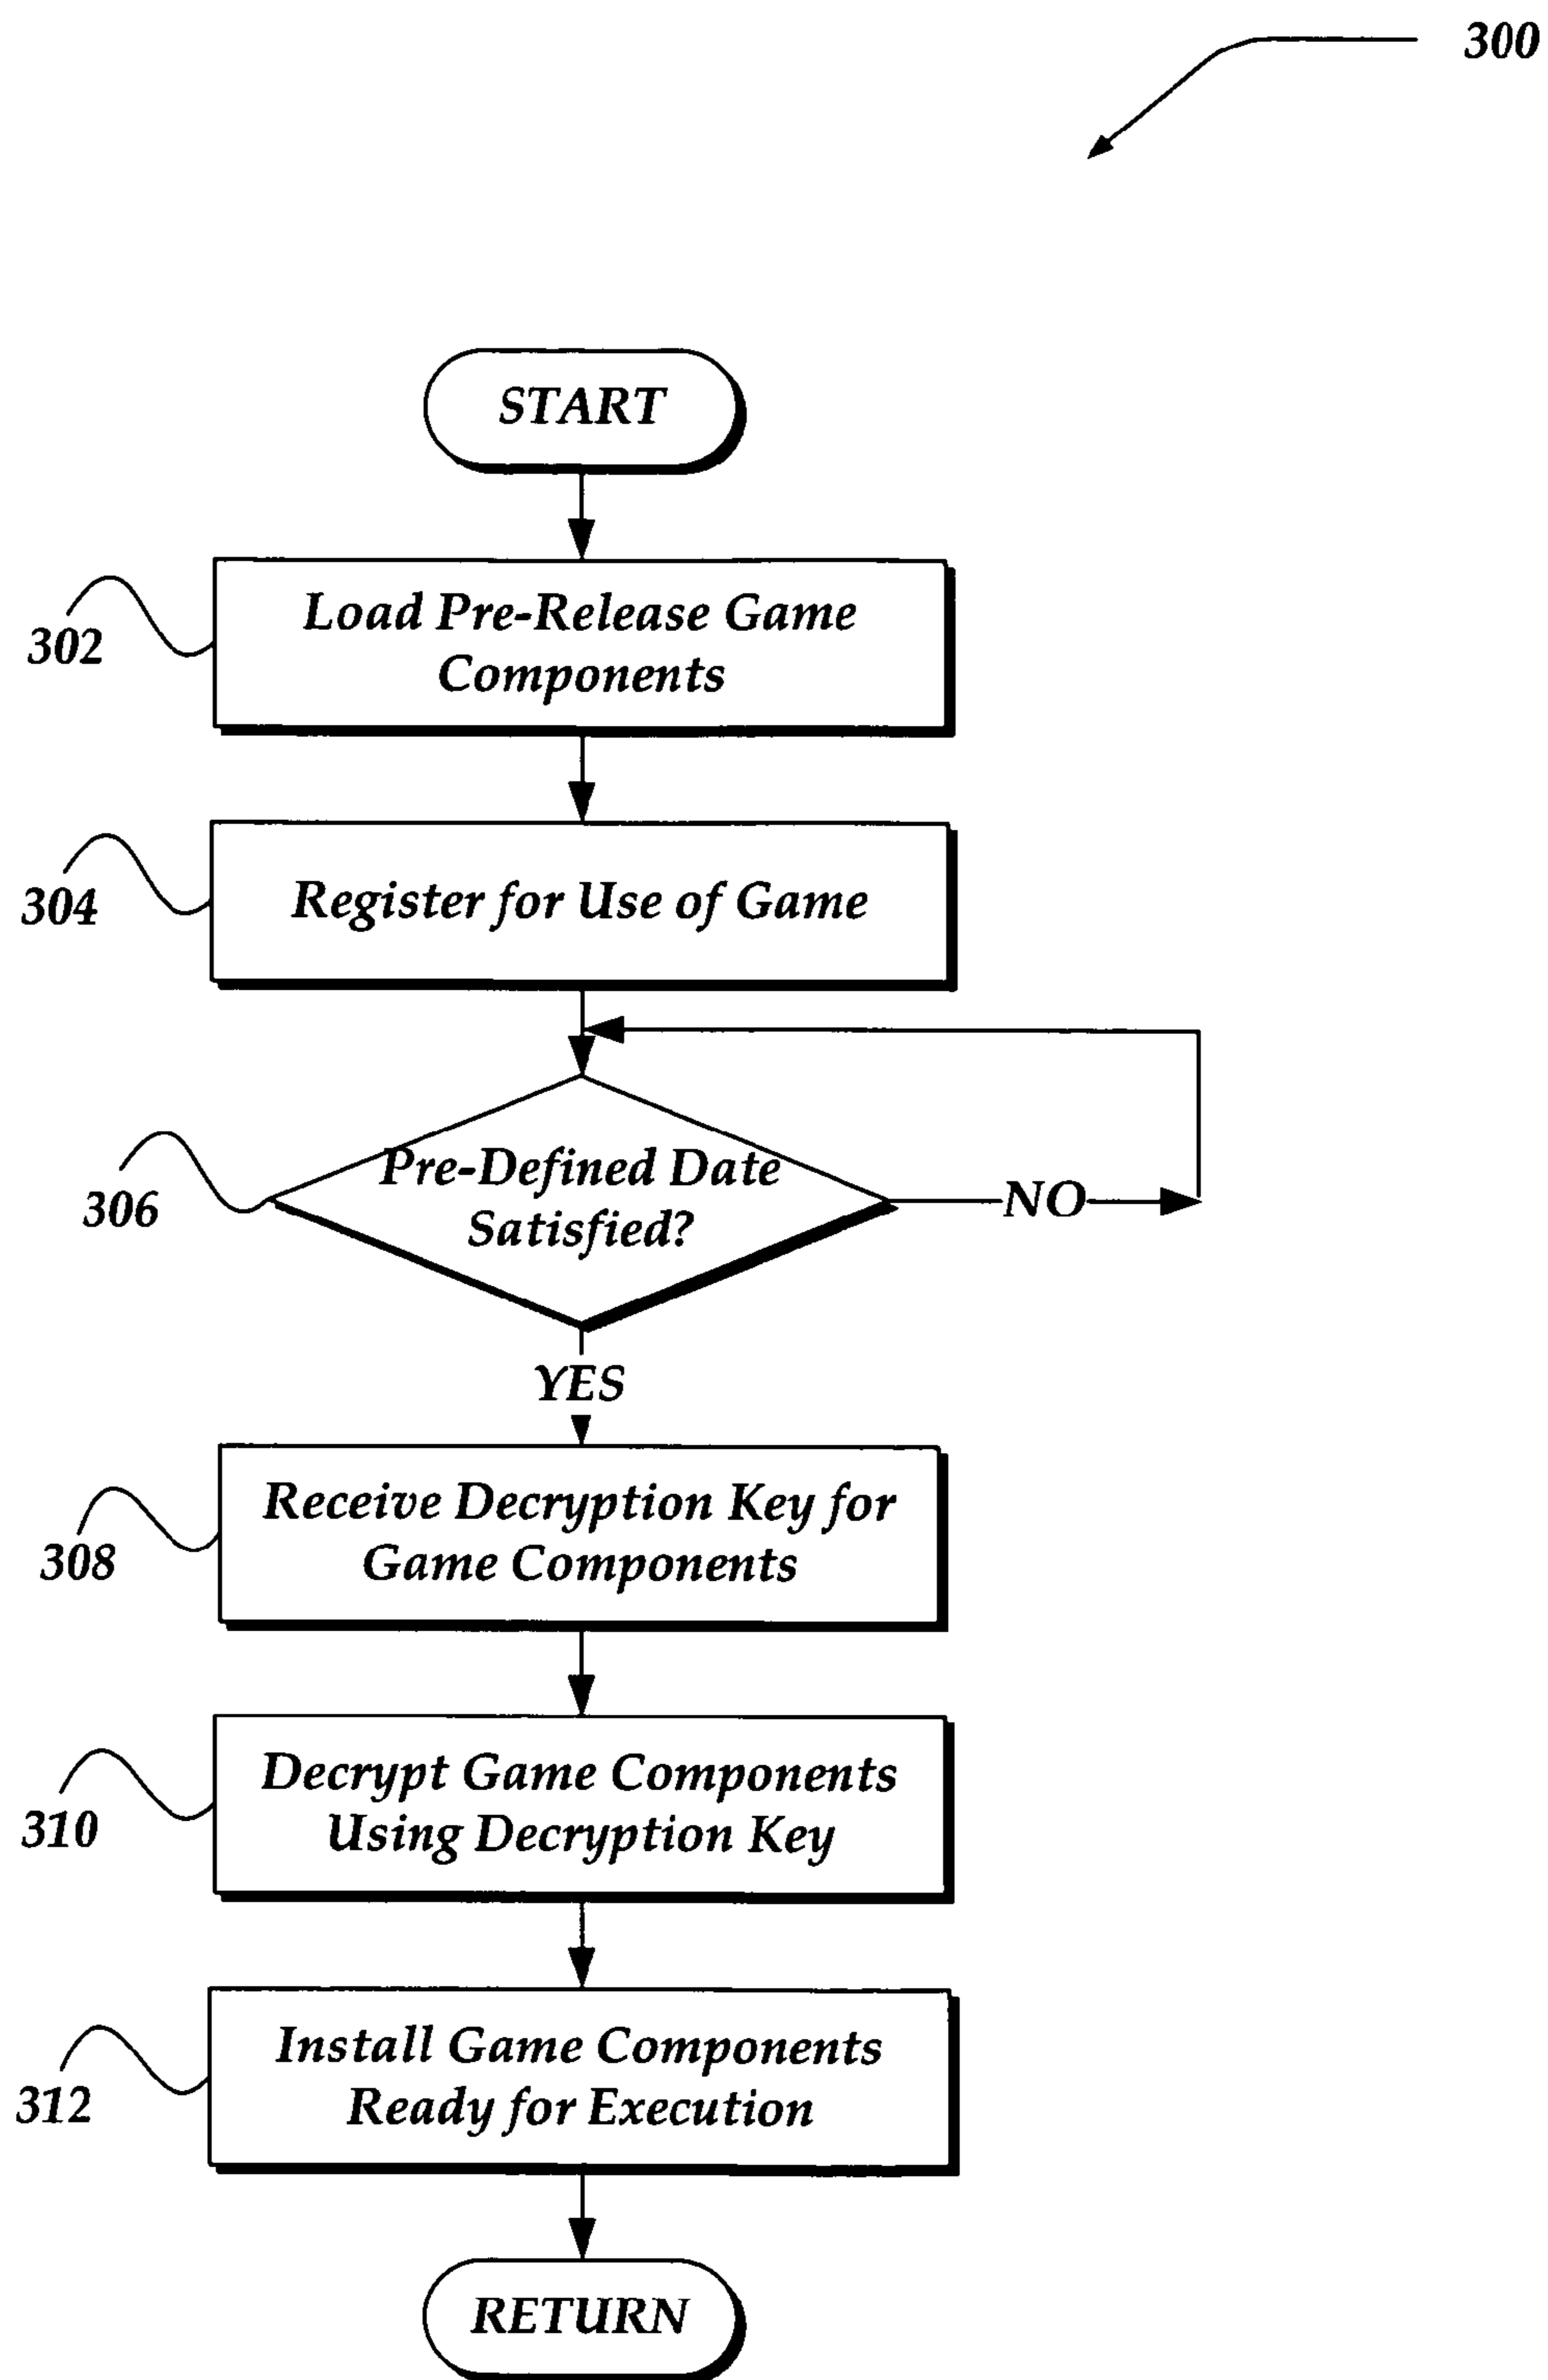 300
START
Load Pre-Release Game
Components
302
Register for Use of Game
304
Pre-Defined Date
Satisfied?
306
NO
YES
Receive Decryption Key for
Game Components
308
Decrypt Game Components
Using Decryption Key
310
Install Game Components
Ready for Execution
312
RETURN